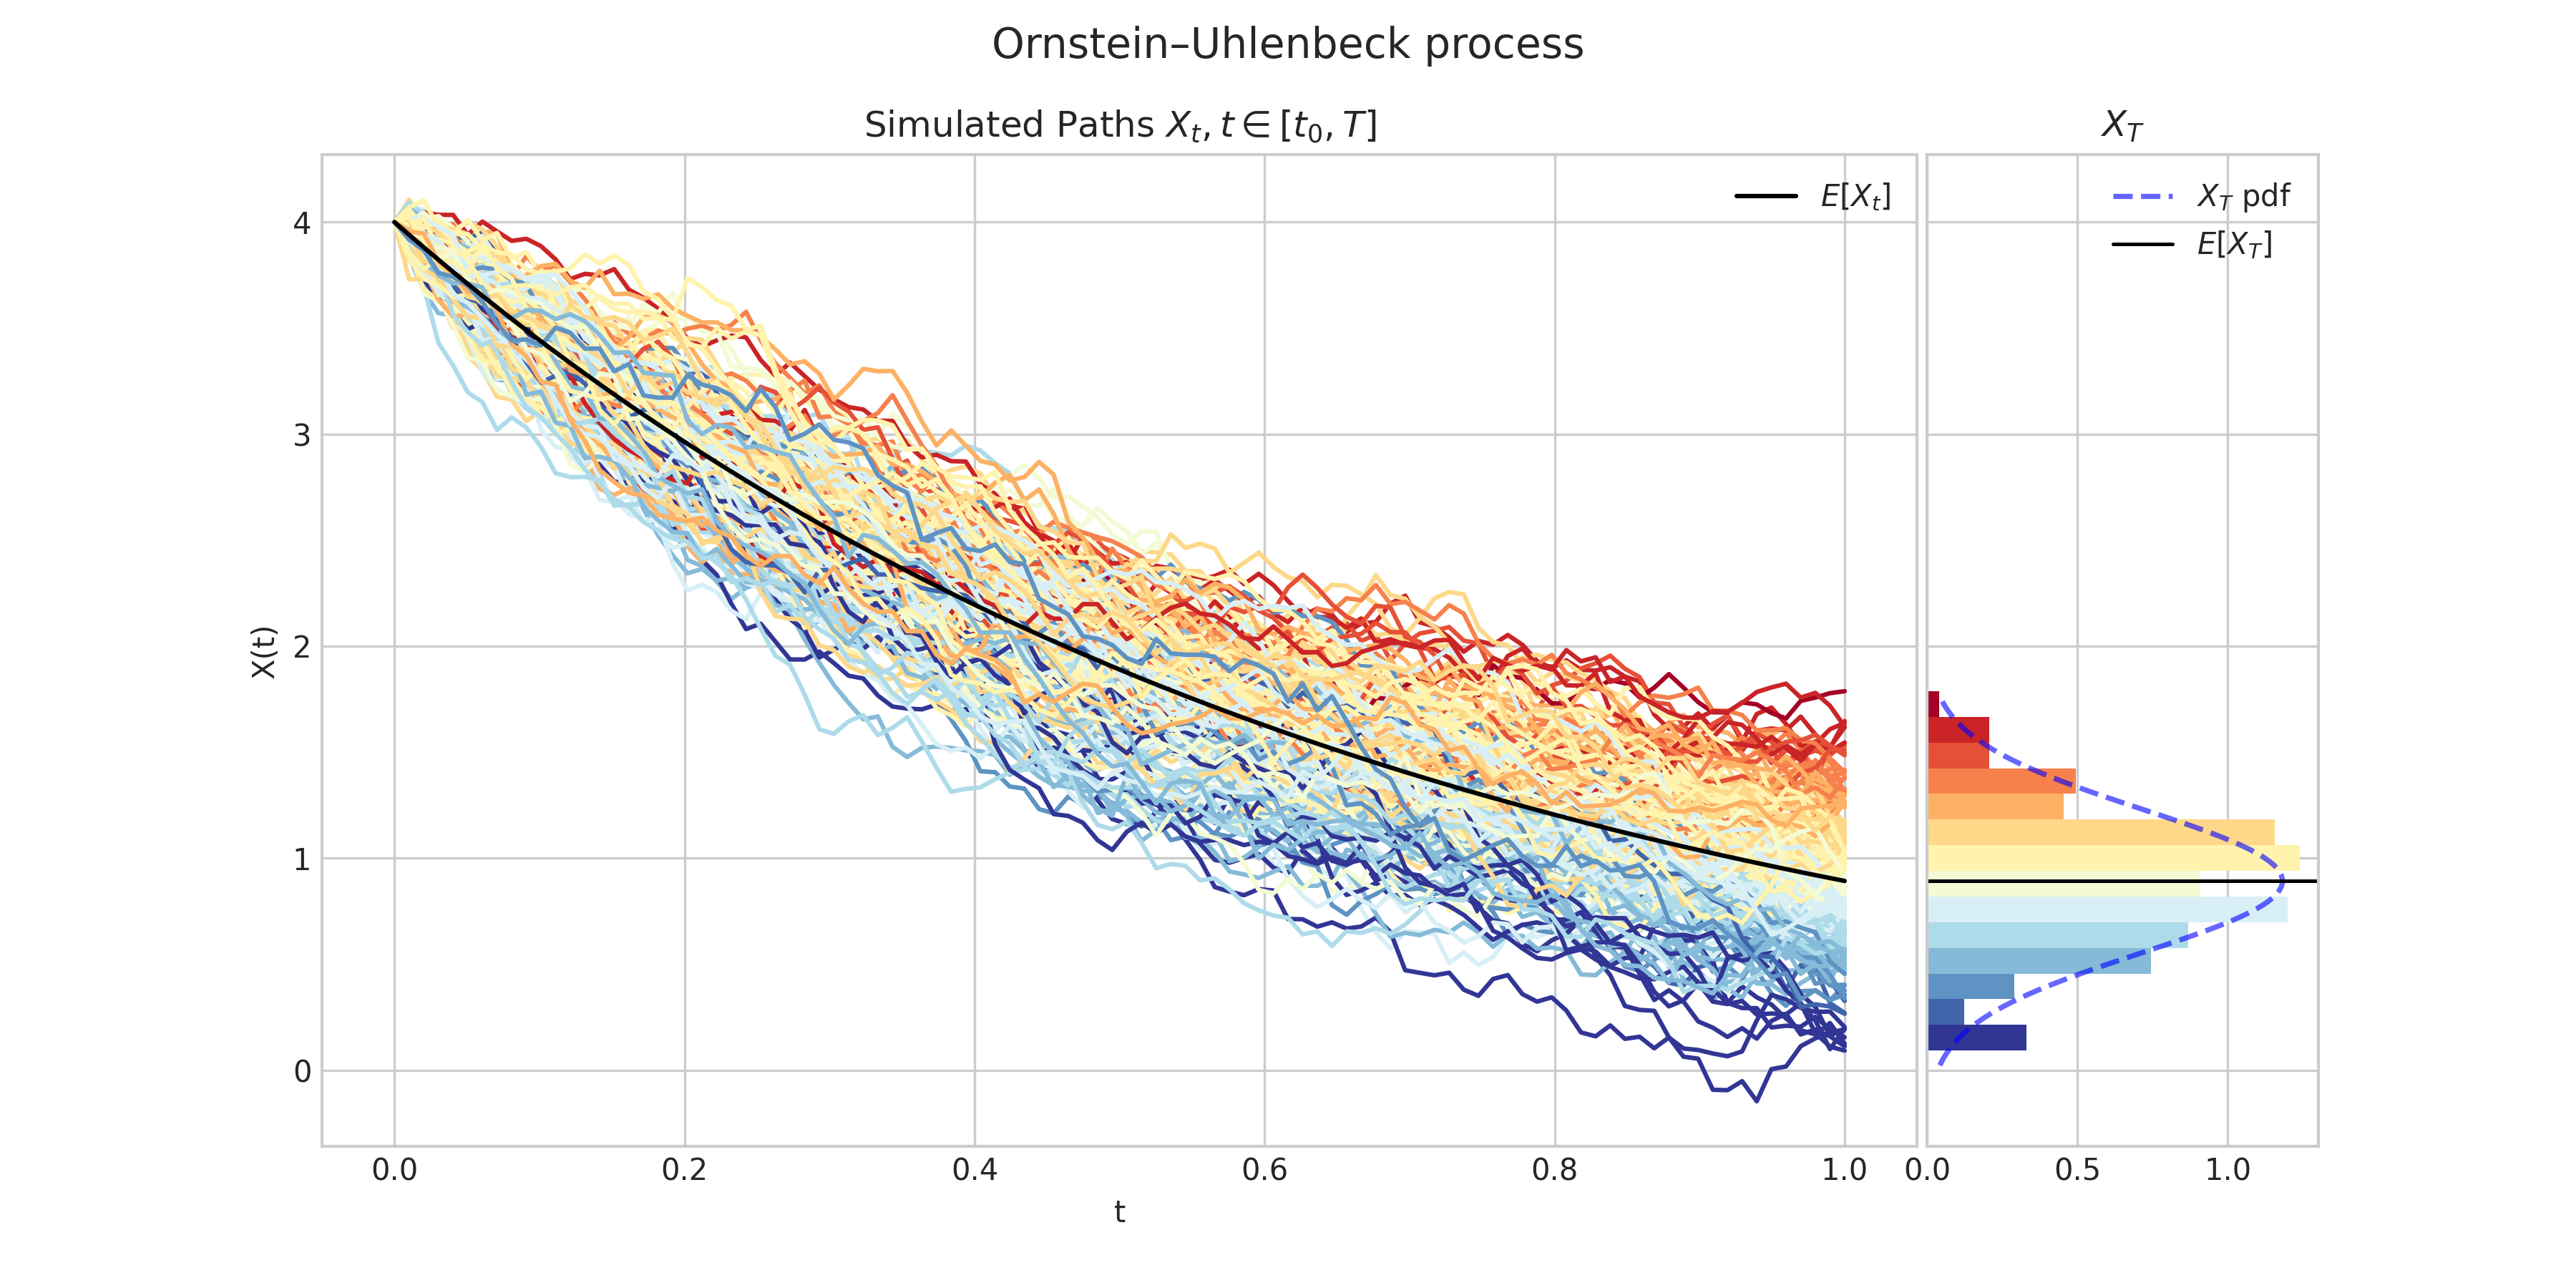 Ornstein–Uhlenbeck process
Simulated Paths $X_t, t \in [t_0, T]$
$X_T$
$E[X_t]$
$X_T$ pdf
$E[X_T]$
X(t)
4
3
2
1
0
0.0 0.2 0.4 0.6 0.8 1.0
0.0 0.5 1.0
t